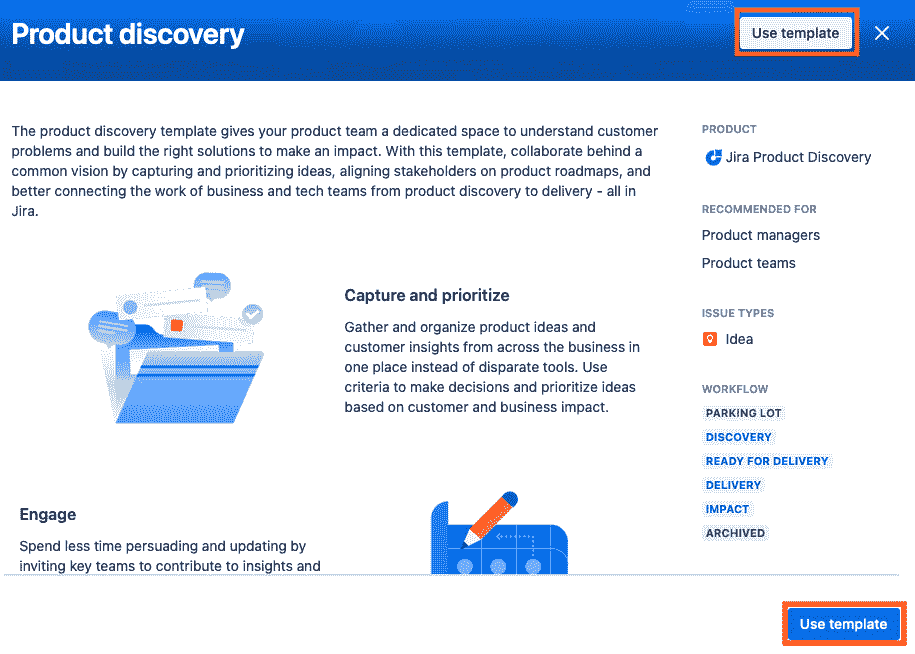 Product discovery
Use template
The product discovery template gives your product team a dedicated space to understand customer
problems and build the right solutions to make an impact. With this template, collaborate behind a
common vision by capturing and prioritizing ideas, aligning stakeholders on product roadmaps, and
better connecting the work of business and tech teams from product discovery to delivery - all in
Jira.
Capture and prioritize
Gather and organize product ideas and
customer insights from across the business in
one place instead of disparate tools. Use
criteria to make decisions and prioritize ideas
based on customer and business impact.
Engage
Spend less time persuading and updating by
inviting key teams to contribute to insights and
PRODUCT
Jira Product Discovery
RECOMMENDED FOR
Product managers
Product teams
ISSUE TYPES
Idea
WORKFLOW
PARKING LOT
DISCOVERY
READY FOR DELIVERY
DELIVERY
IMPACT
ARCHIVED
Use template